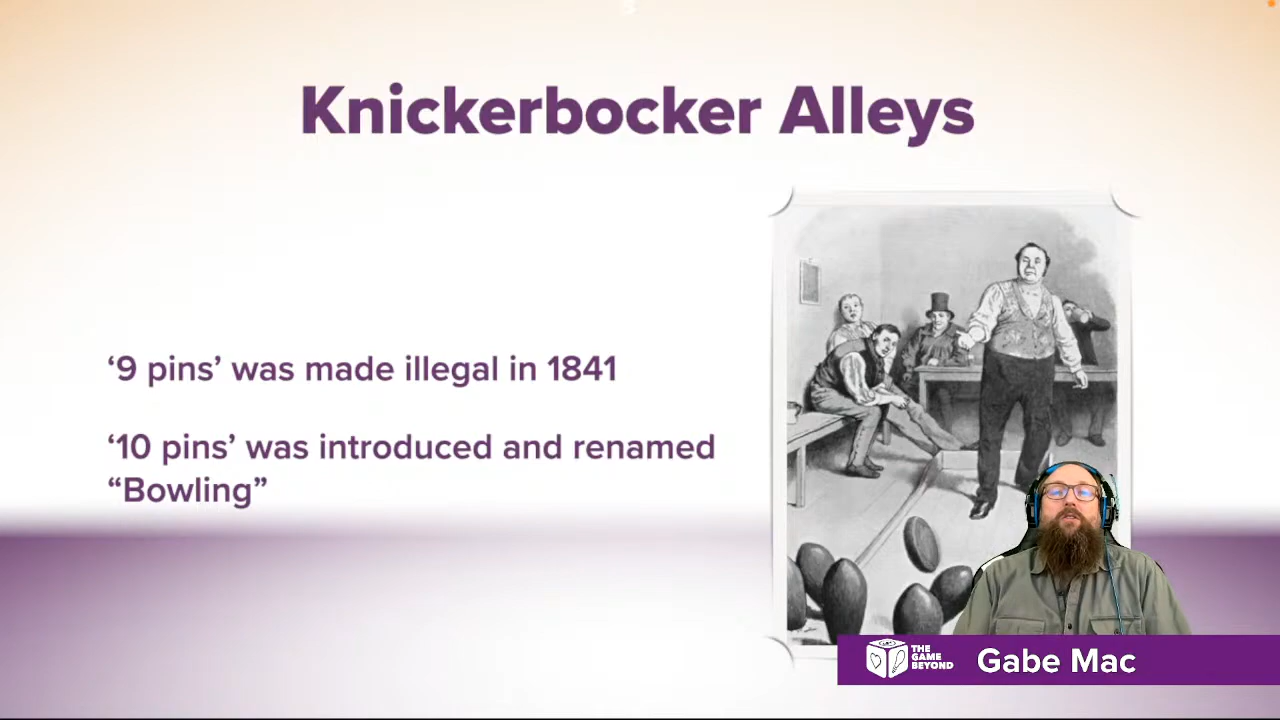 Knickerbocker Alleys
‘9 pins’ was made illegal in 1841
‘10 pins’ was introduced and renamed
“Bowling”
THE
GAME
BEYOND
Gabe Mac